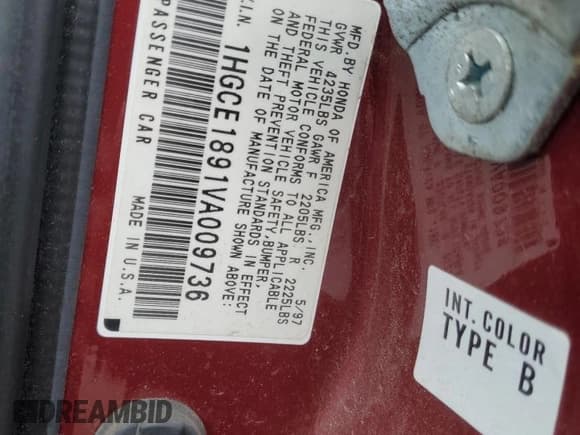 MFD.BY HONDA OF AMERICA MFG.,INC. 5/97
GVWR 4235LBS GAWR F 2205LBS R 2225LBS
THIS VEHICLE CONFORMS TO ALL APPLICABLE
FEDERAL MOTOR VEHICLE SAFETY,BUMPER,
AND THEFT PREVENTION STANDARDS IN EFFECT
ON THE DATE OF MANUFACTURE SHOWN ABOVE:
V.I.N. 1HGCE1891VA009736
PASSENGER CAR MADE IN U.S.A.
INT.COLOR
TYPE B
DREAMBID